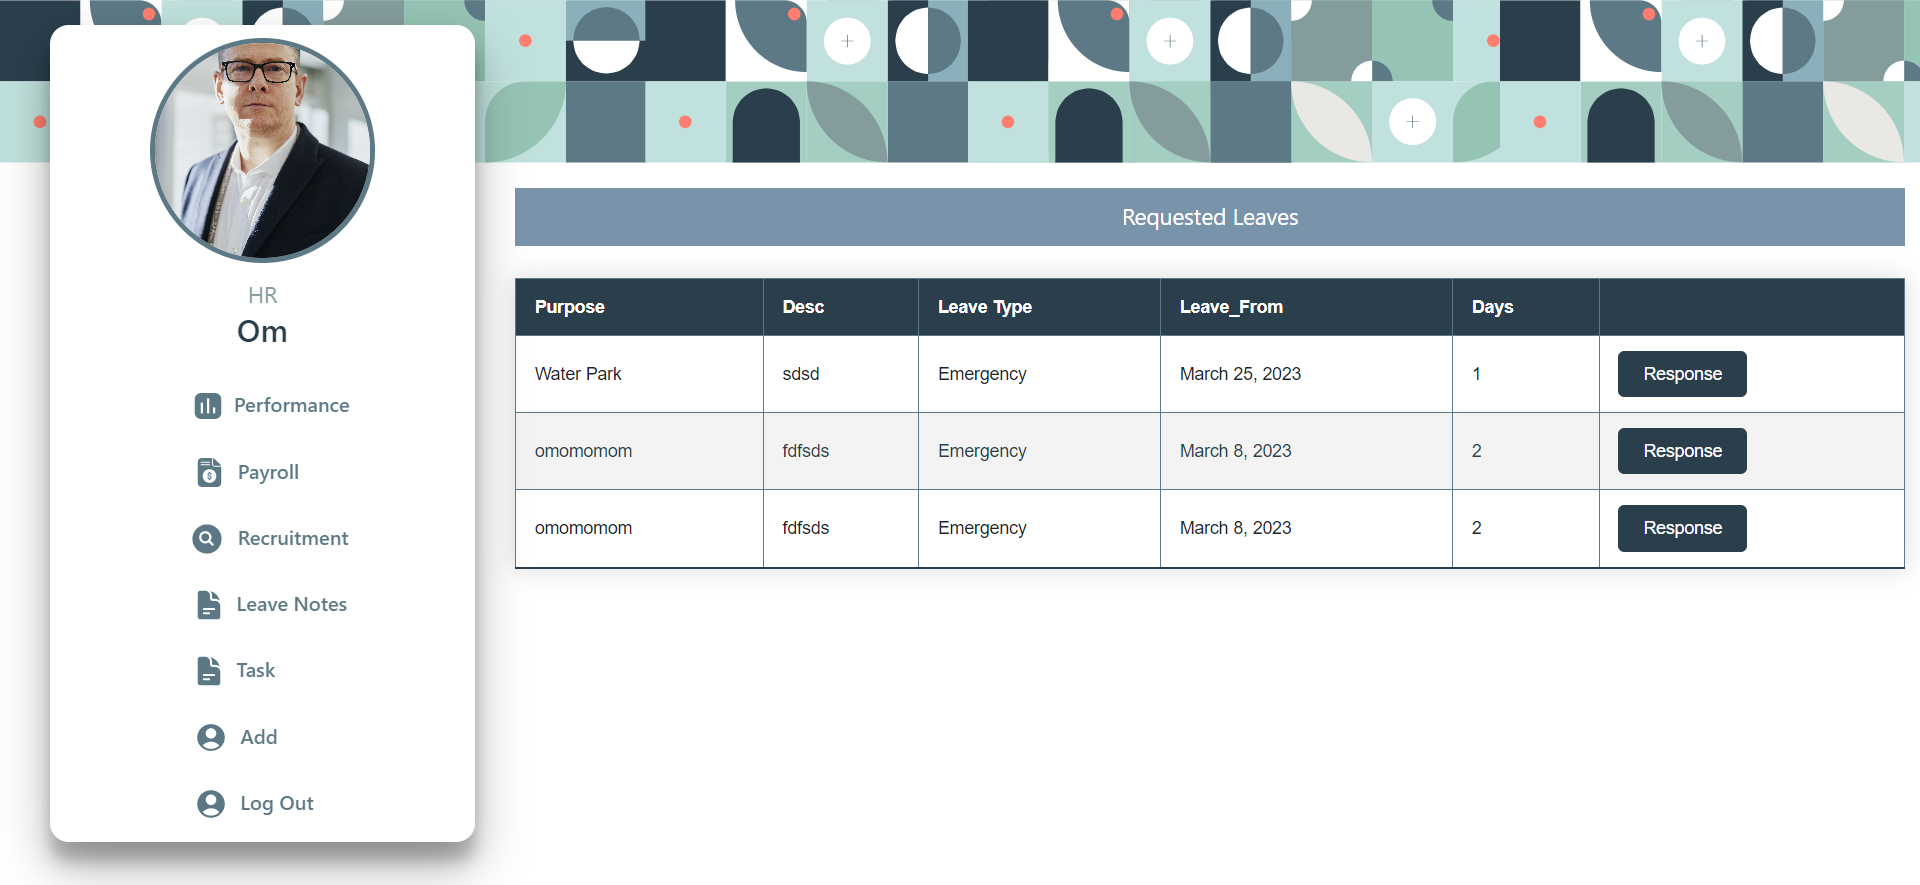 HR
Om
Performance
Payroll
Recruitment
Leave Notes
Task
Add
Log Out
Requested Leaves
Purpose Desc Leave Type Leave_From Days
Water Park sdsd Emergency March 25, 2023 1 Response
omomomom fdfsds Emergency March 8, 2023 2 Response
omomomom fdfsds Emergency March 8, 2023 2 Response